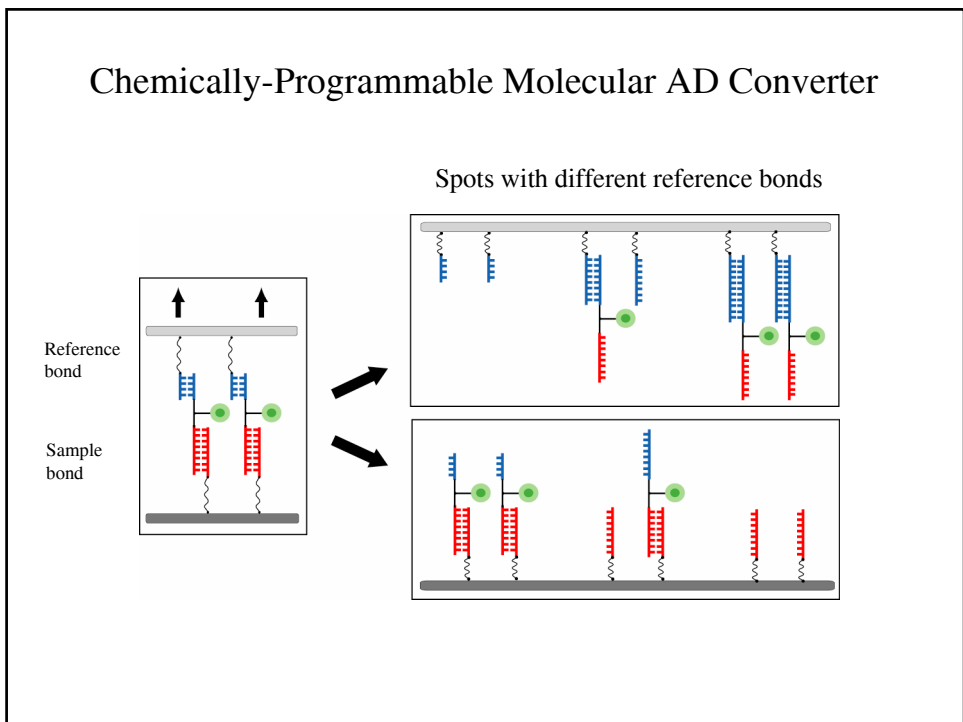 Chemically-Programmable Molecular AD Converter
Spots with different reference bonds
Reference
bond
Sample
bond